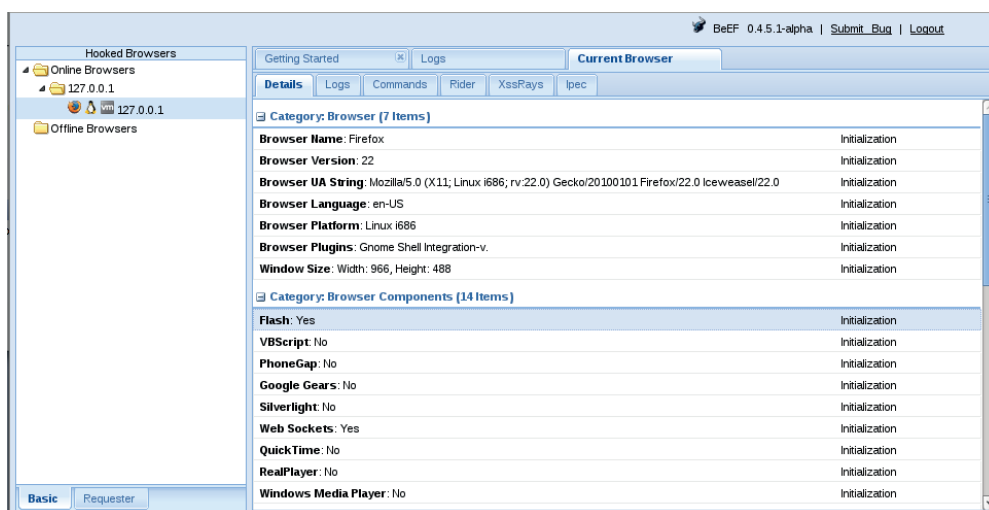 BeEF 0.4.5.1-alpha | Submit Bug | Logout
Hooked Browsers
Online Browsers
127.0.0.1
vm 127.0.0.1
Offline Browsers
Basic
Requester
Getting Started
Logs
Current Browser
Details
Logs
Commands
Rider
XssRays
Ipec
Category: Browser (7 Items)
Browser Name: Firefox Initialization
Browser Version: 22 Initialization
Browser UA String: Mozilla/5.0 (X11; Linux i686; rv:22.0) Gecko/20100101 Firefox/22.0 Iceweasel/22.0 Initialization
Browser Language: en-US Initialization
Browser Platform: Linux i686 Initialization
Browser Plugins: Gnome Shell Integration-v. Initialization
Window Size: Width: 966, Height: 488 Initialization
Category: Browser Components (14 Items)
Flash: Yes Initialization
VBScript: No Initialization
PhoneGap: No Initialization
Google Gears: No Initialization
Silverlight: No Initialization
Web Sockets: Yes Initialization
QuickTime: No Initialization
RealPlayer: No Initialization
Windows Media Player: No Initialization